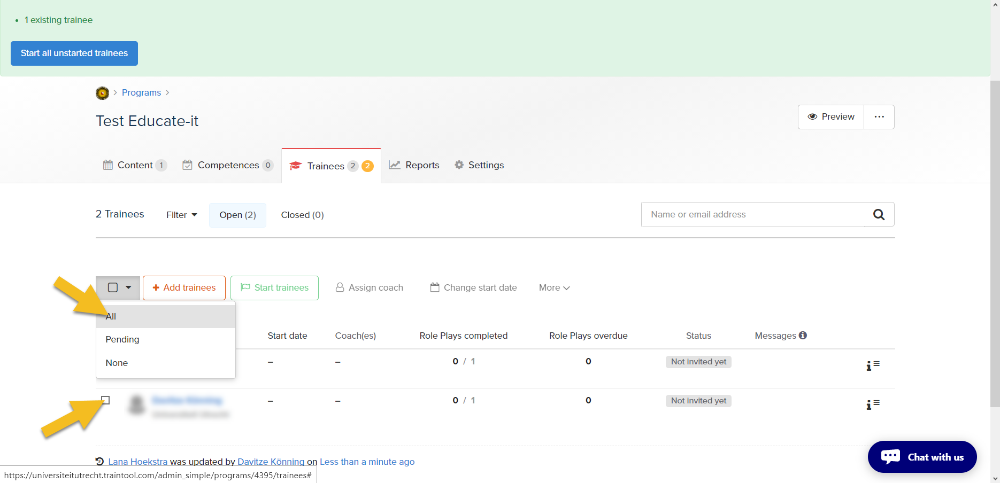 1 existing trainee
Start all unstarted trainees
Programs
Test Educate-it
Preview
Content 1 Competences 0 Trainees 2 2 Reports Settings
2 Trainees Filter Open (2) Closed (0) Name or email address
+ Add trainees Start trainees Assign coach Change start date More
All
Pending
None
Start date Coach(es) Role Plays completed Role Plays overdue Status Messages
– – 0 / 1 0 Not invited yet
– – 0 / 1 0 Not invited yet
Lana Hoekstra was updated by Davitze Könning on Less than a minute ago
Chat with us
https://universiteitutrecht.traintool.com/admin_simple/programs/4395/trainees#